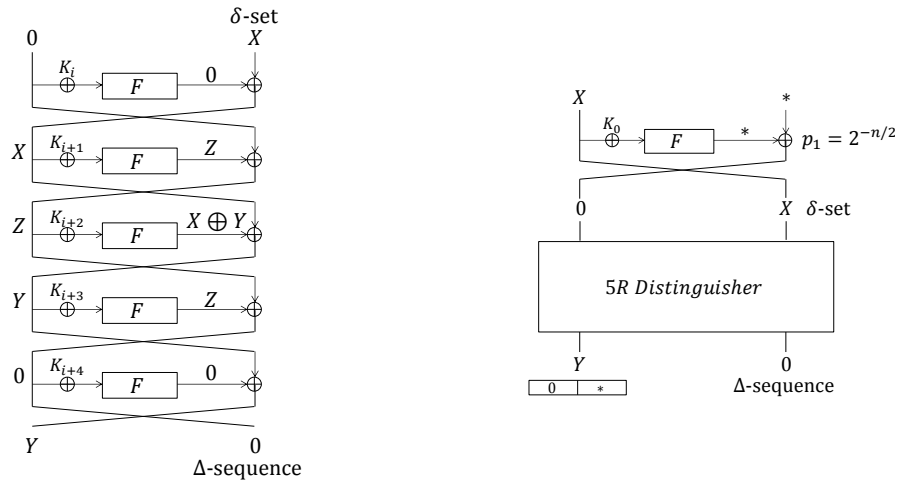 δ-set
0 X
K_i F 0
X K_{i+1} F Z
Z K_{i+2} F X ⊕ Y
Y K_{i+3} F Z
0 K_{i+4} F 0
Y 0
Δ-sequence
X *
K_0 F * p_1 = 2^{-n/2}
0 X δ-set
5R Distinguisher
Y 0
0 * Δ-sequence